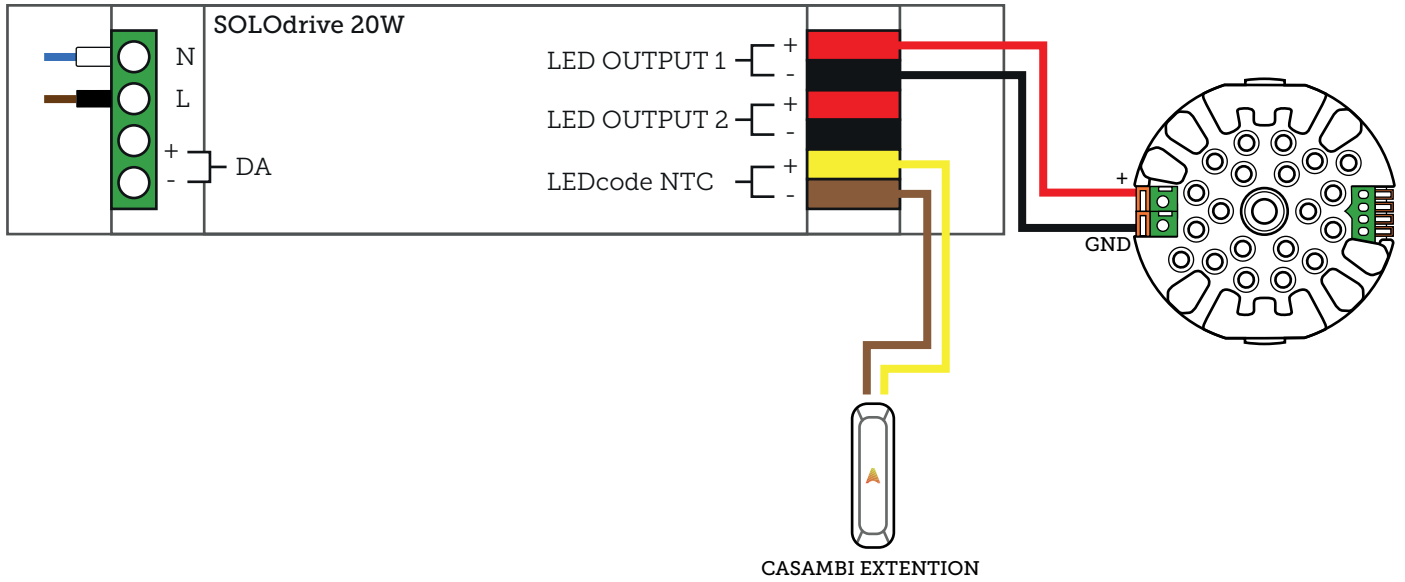 SOLOdrive 20W
N
L
+
-
DA
LED OUTPUT 1
+
-
LED OUTPUT 2
+
-
LEDcode NTC
+
-
+
GND
CASAMBI EXTENTION